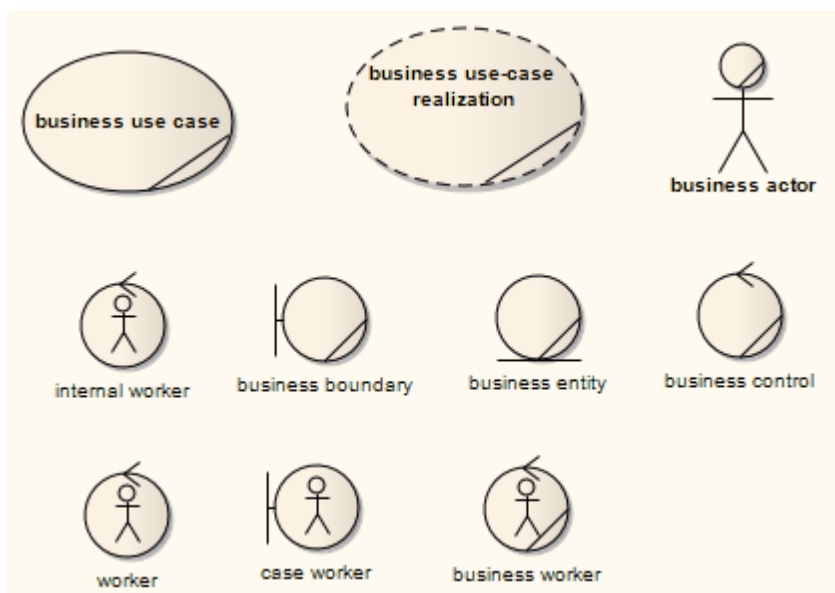 business use case
business use-case
realization
business actor
internal worker
business boundary
business entity
business control
worker
case worker
business worker